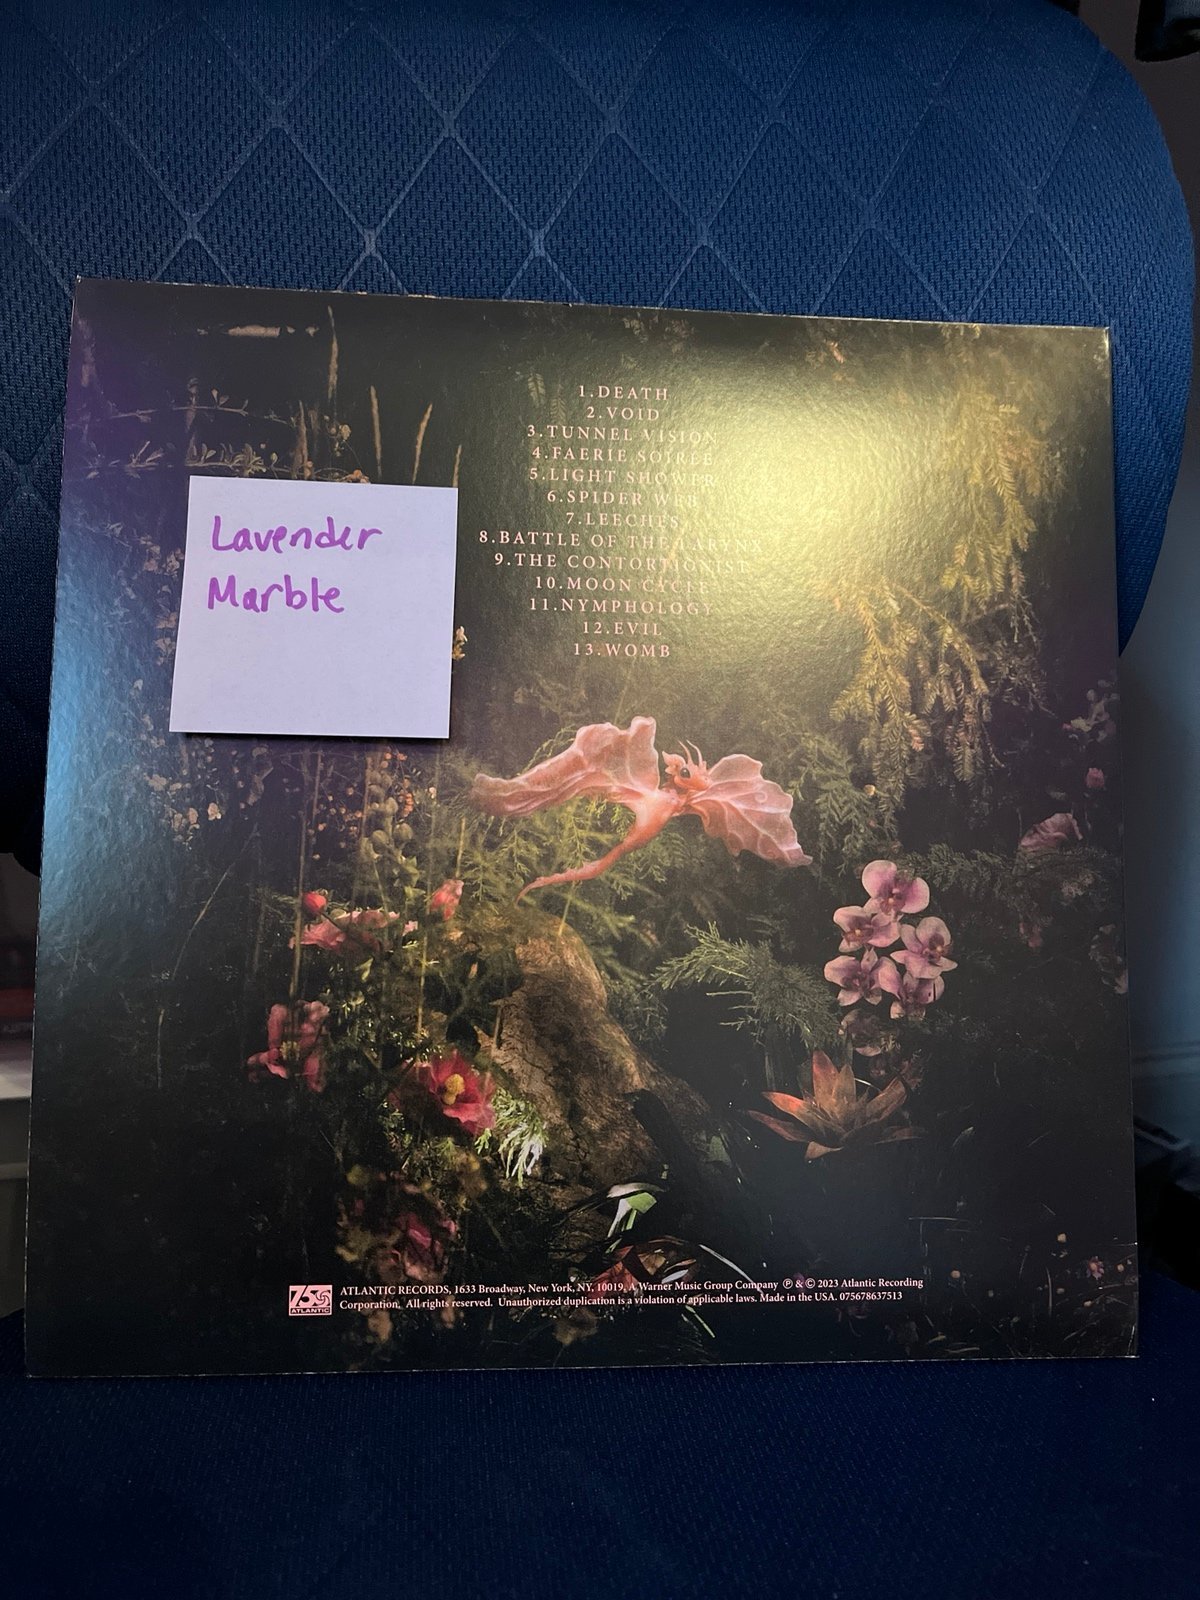 1.DEATH
2.VOID
3.TUNNEL VISION
4.FAERIE SOIRÉE
5.LIGHT SHOWER
6.SPIDER WEB
7.LEECHES
8.BATTLE OF THE LARYNX
9.THE CONTORTIONIST
10.MOON CYCLE
11.NYMPHOLOGY
12.EVIL
13.WOMB
Lavender
Marble
75
ATLANTIC
ATLANTIC RECORDS, 1633 Broadway, New York, NY, 10019, A Warner Music Group Company ℗ & © 2023 Atlantic Recording
Corporation. All rights reserved. Unauthorized duplication is a violation of applicable laws. Made in the USA. 075678637513